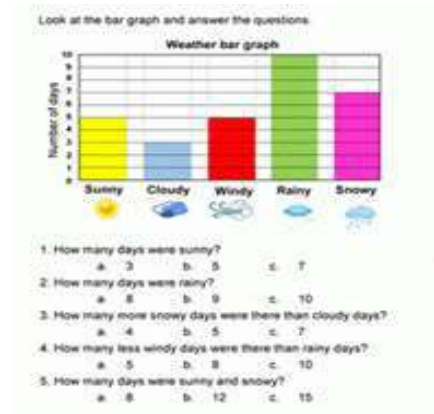 Look at the bar graph and answer the questions
Weather bar graph
Number of days
10
9
8
7
6
5
4
3
2
1
0
Sunny Cloudy Windy Rainy Snowy
1. How many days were sunny?
a. 3 b. 5 c. 7
2. How many days were rainy?
a. 8 b. 9 c. 10
3. How many more snowy days were there than cloudy days?
a. 4 b. 5 c. 7
4. How many less windy days were there than rainy days?
a. 5 b. 8 c. 10
5. How many days were sunny and snowy?
a. 8 b. 12 c. 15